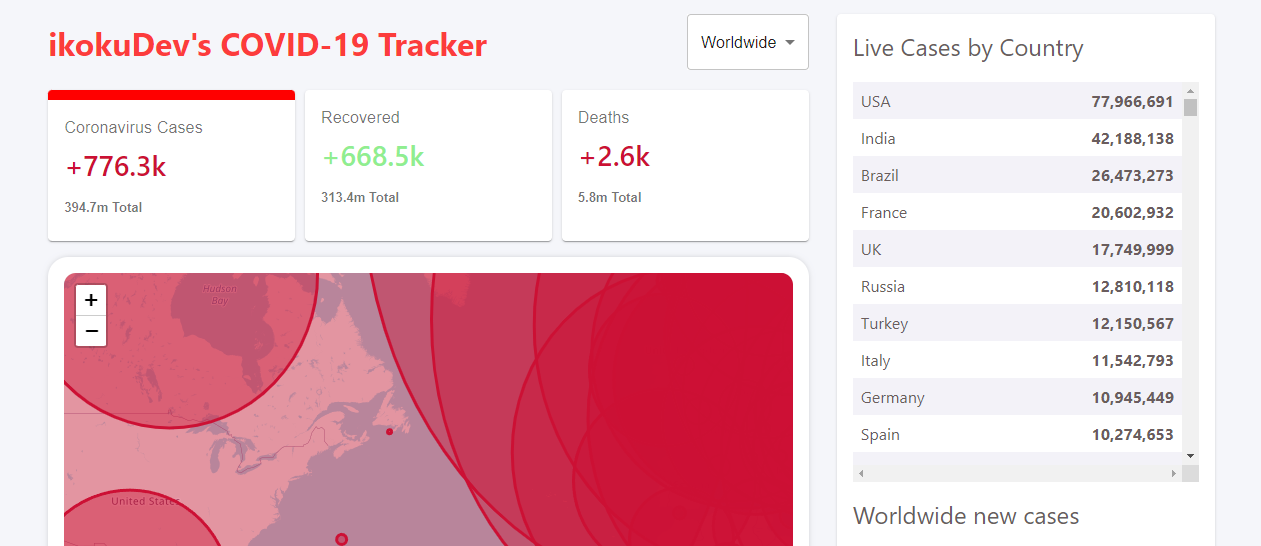 ikokuDev's COVID-19 Tracker
Worldwide
Coronavirus Cases
+776.3k
394.7m Total
Recovered
+668.5k
313.4m Total
Deaths
+2.6k
5.8m Total
+
−
Hudson
Bay
United States
Live Cases by Country
USA 77,966,691
India 42,188,138
Brazil 26,473,273
France 20,602,932
UK 17,749,999
Russia 12,810,118
Turkey 12,150,567
Italy 11,542,793
Germany 10,945,449
Spain 10,274,653
Worldwide new cases